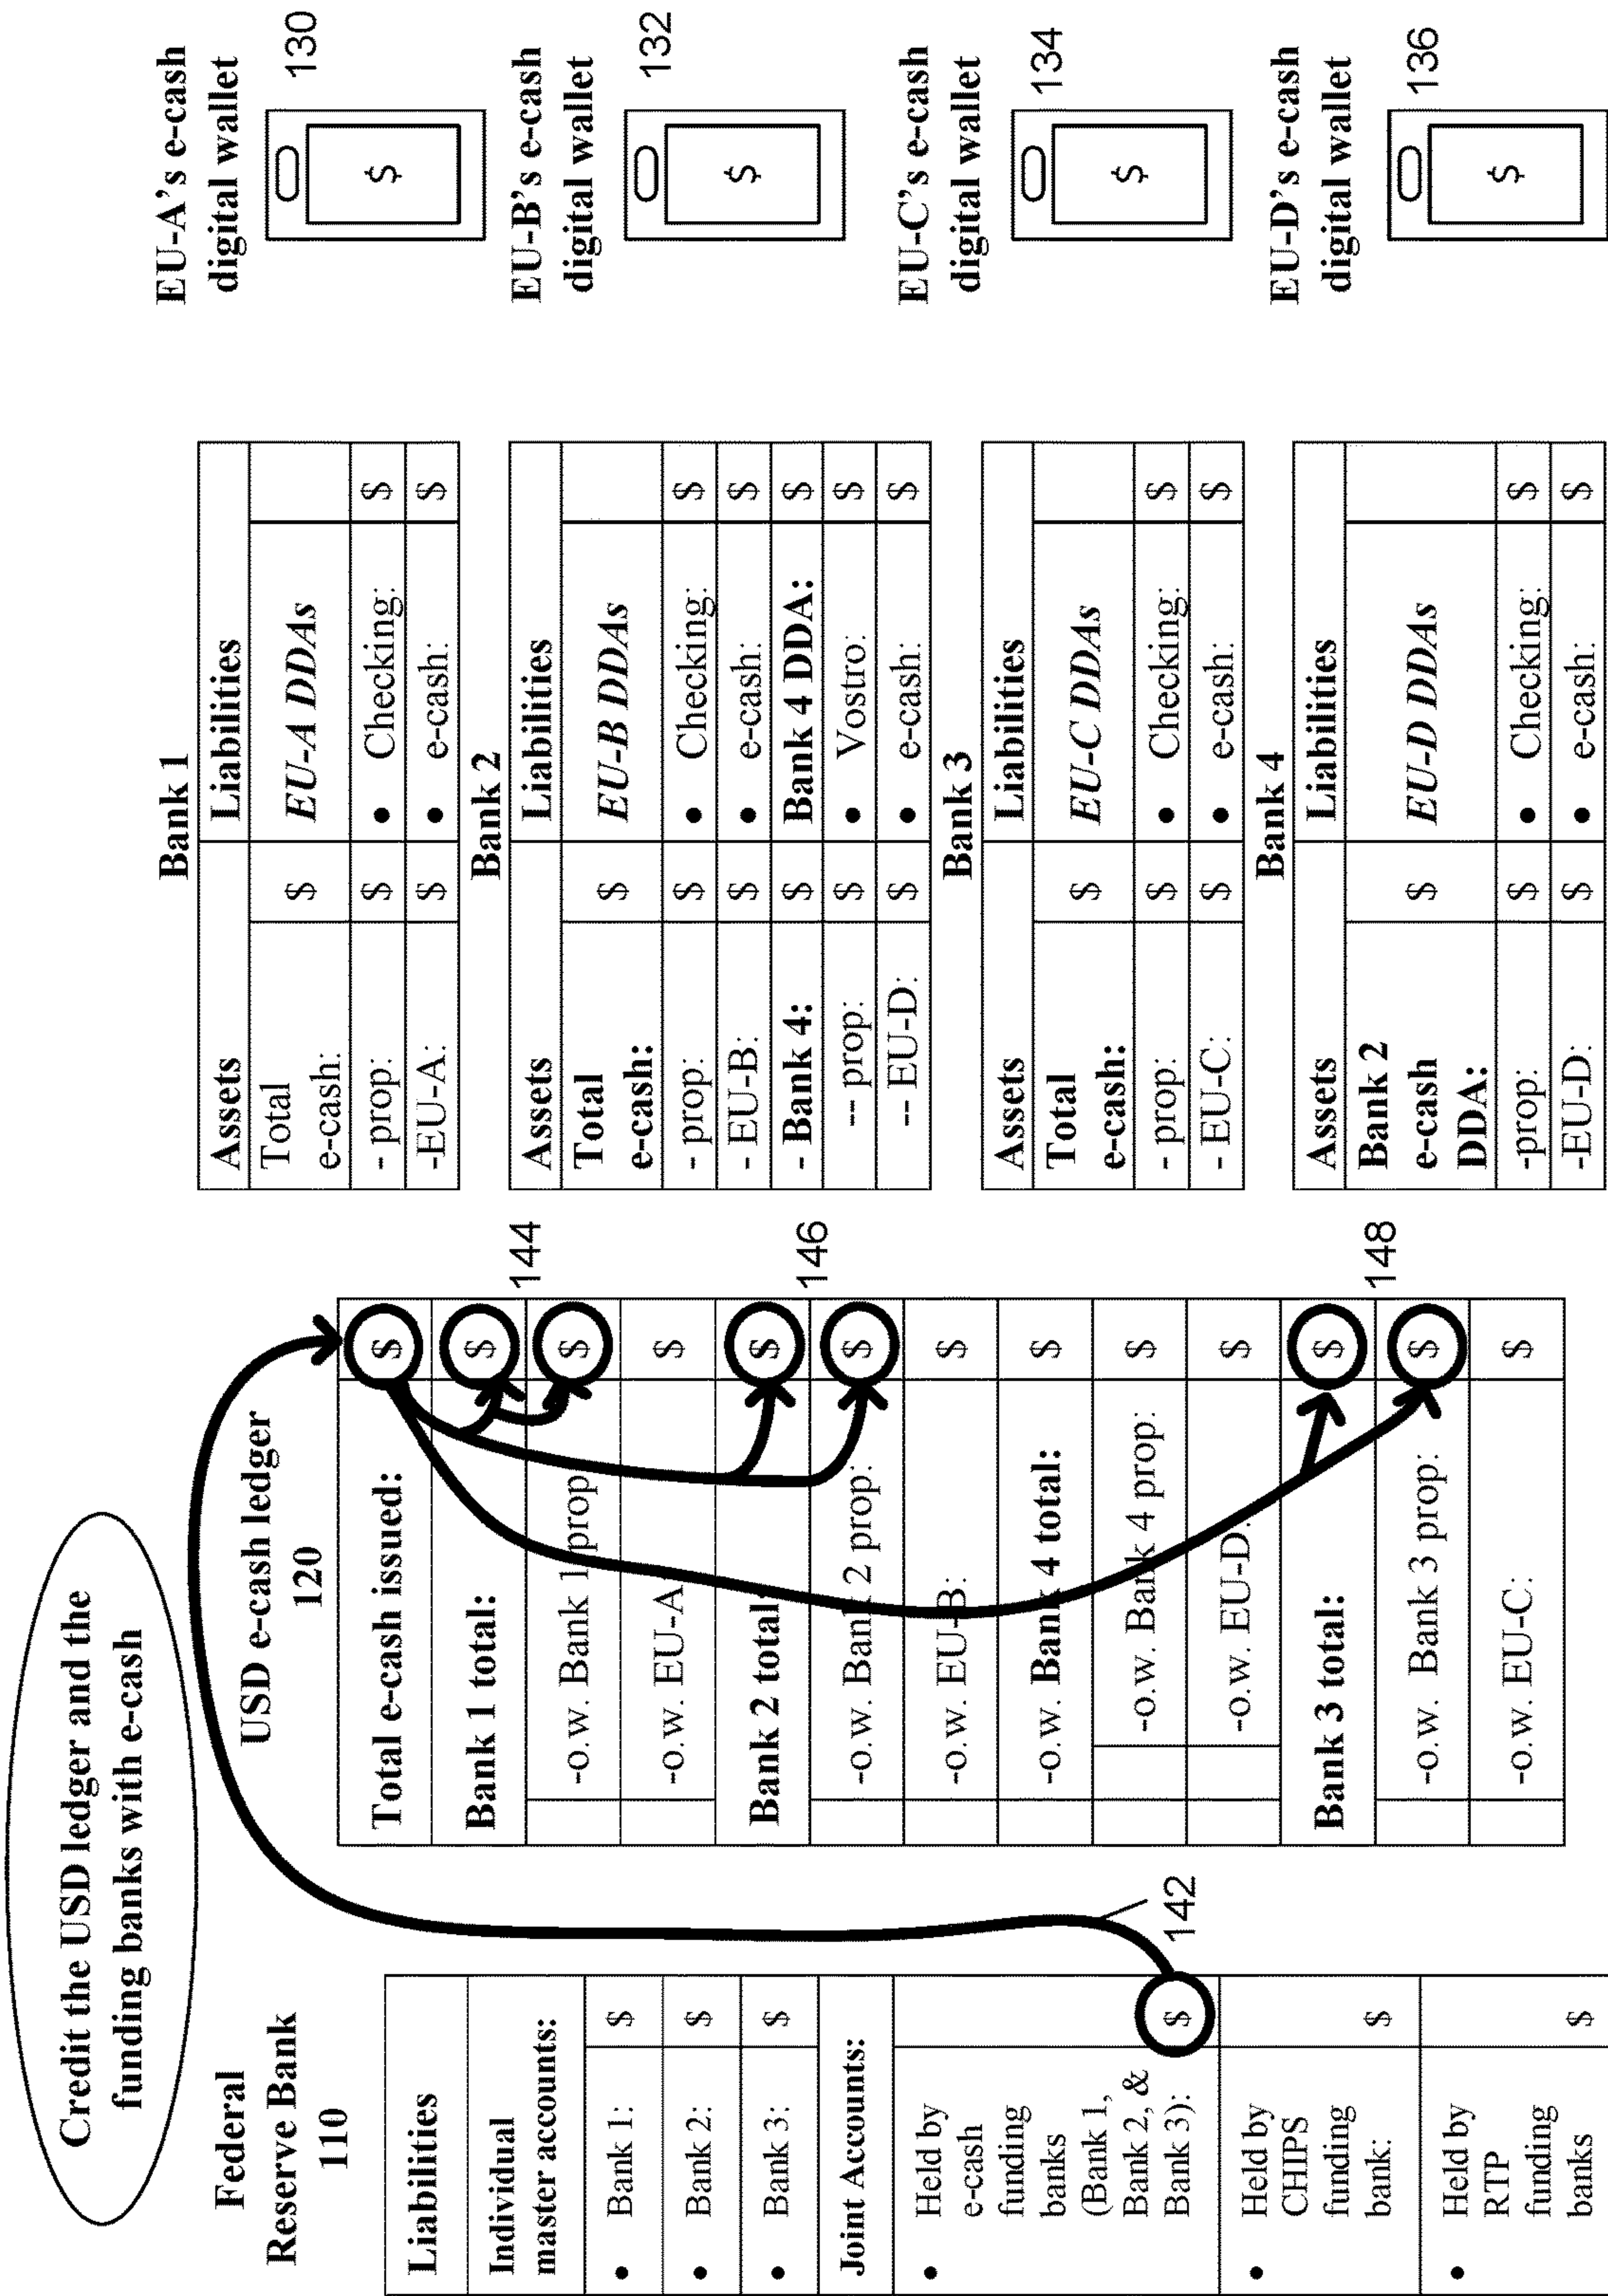 Credit the USD ledger and the
funding banks with e-cash
Federal
Reserve Bank
110
Liabilities
Individual
master accounts:
• Bank 1: $
• Bank 2: $
• Bank 3: $
Joint Accounts:
• Held by
e-cash
funding
banks
(Bank 1,
Bank 2, &
Bank 3): $
142
• Held by
CHIPS
funding
bank: $
• Held by
RTP
funding
banks $
USD e-cash ledger
120
Total e-cash issued: $
Bank 1 total: $
144
-o.w. Bank 1 prop $
-o.w. EU-A $
Bank 2 total: $
146
-o.w. Bank 2 prop: $
-o.w. EU-B: $
-o.w. Bank 4 total: $
-o.w. Bank 4 prop: $
-o.w. EU-D: $
Bank 3 total: $
148
-o.w. Bank 3 prop: $
-o.w. EU-C: $
Bank 1
Assets Liabilities
Total
e-cash: $ EU-A DDAs
- prop: $ • Checking: $
-EU-A: $ • e-cash: $
Bank 2
Assets Liabilities
Total
e-cash: $ EU-B DDAs
- prop: $ • Checking: $
- EU-B: $ • e-cash: $
- Bank 4: $ Bank 4 DDA: $
-- prop: $ • Vostro: $
-- EU-D: $ • e-cash: $
Bank 3
Assets Liabilities
Total
e-cash: $ EU-C DDAs
- prop: $ • Checking: $
- EU-C: $ • e-cash: $
Bank 4
Assets Liabilities
Bank 2
e-cash
DDA: $ EU-D DDAs
-prop: $ • Checking: $
-EU-D: $ • e-cash: $
EU-A's e-cash
digital wallet
130
$
EU-B's e-cash
digital wallet
132
$
EU-C's e-cash
digital wallet
134
$
EU-D's e-cash
digital wallet
136
$